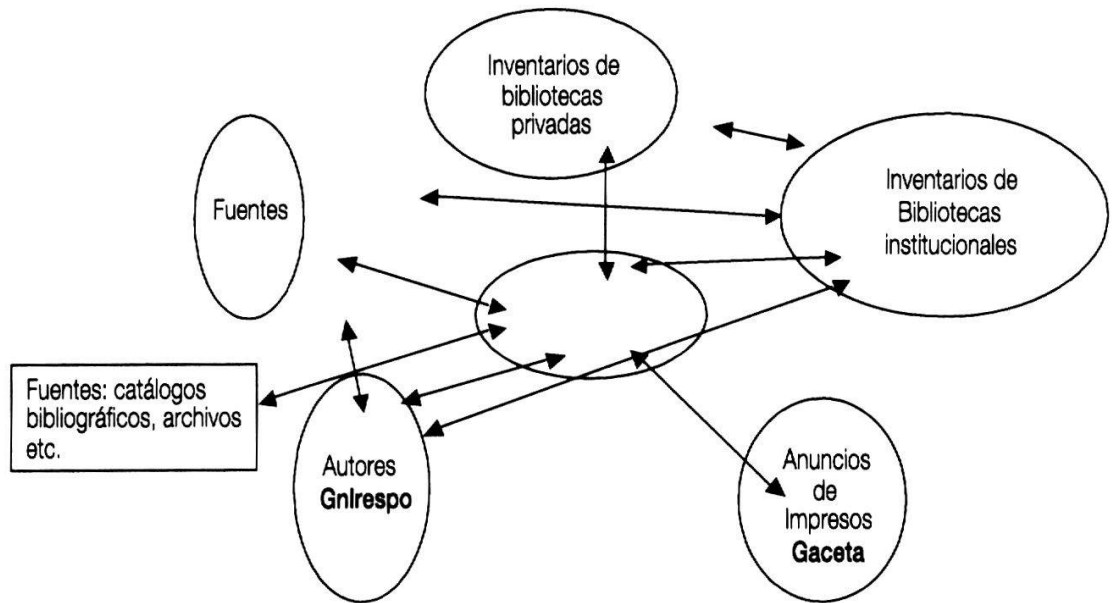 Inventarios de
bibliotecas
privadas
Fuentes
Inventarios de
Bibliotecas
institucionales
Fuentes: catálogos
bibliográficos, archivos
etc.
Autores
Gnlrespo
Anuncios
de
Impresos
Gaceta